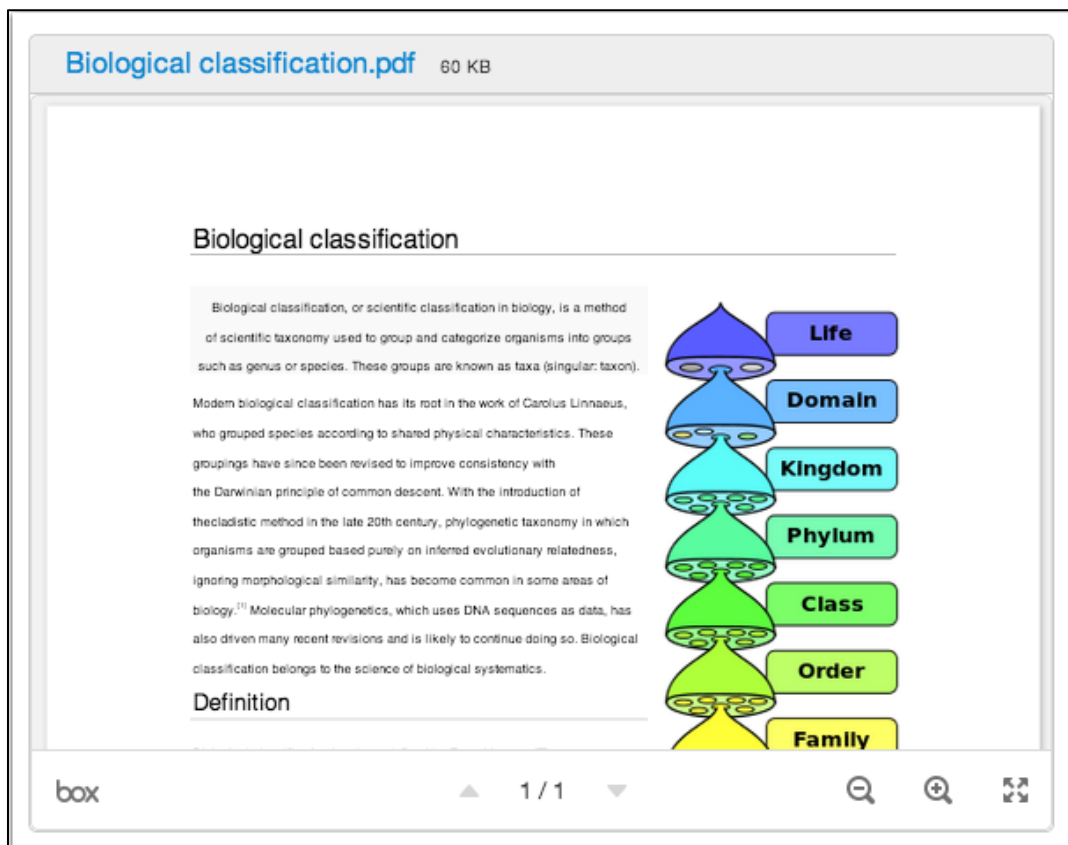 Biological classification.pdf 60 KB
Biological classification
Biological classification, or scientific classification in biology, is a method
of scientific taxonomy used to group and categorize organisms into groups
such as genus or species. These groups are known as taxa (singular: taxon).
Modern biological classification has its root in the work of Carolus Linnaeus,
who grouped species according to shared physical characteristics. These
groupings have since been revised to improve consistency with
the Darwinian principle of common descent. With the introduction of
thecladistic method in the late 20th century, phylogenetic taxonomy in which
organisms are grouped based purely on inferred evolutionary relatedness,
ignoring morphological similarity, has become common in some areas of
biology.[1] Molecular phylogenetics, which uses DNA sequences as data, has
also driven many recent revisions and is likely to continue doing so. Biological
classification belongs to the science of biological systematics.
Definition
Life
Domain
Kingdom
Phylum
Class
Order
Family
box
1 / 1